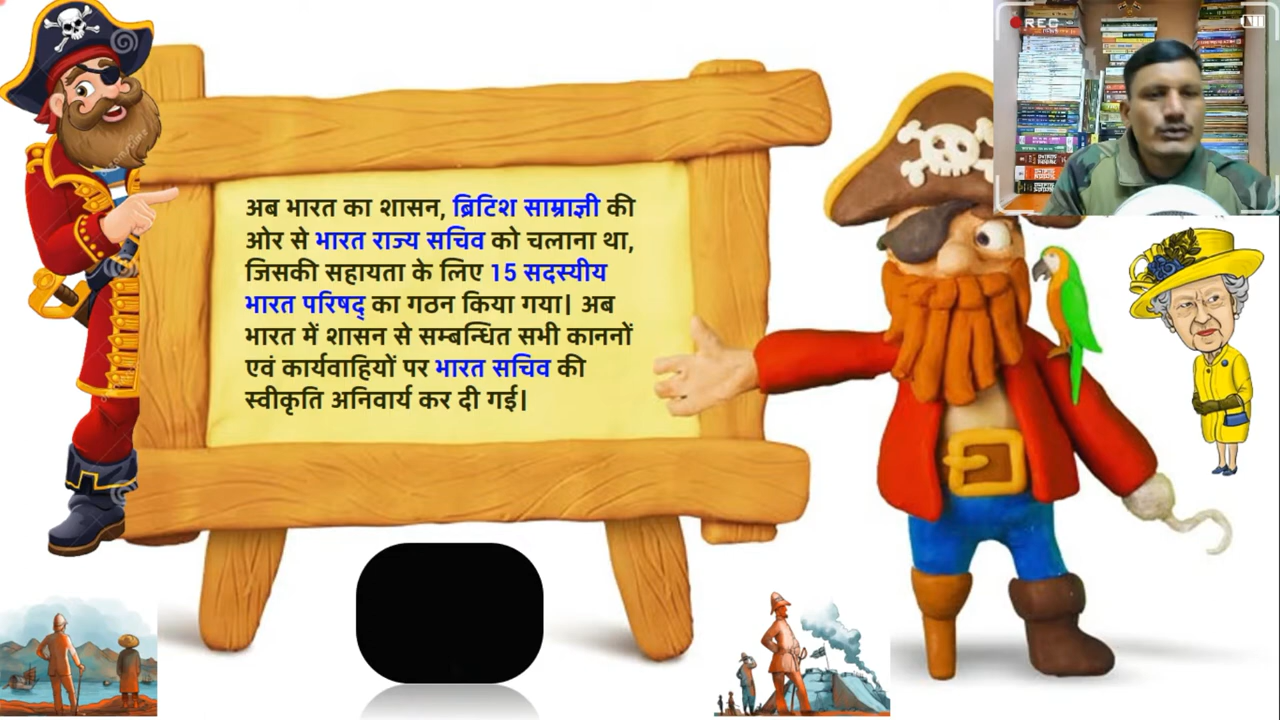 REC
अब भारत का शासन, ब्रिटिश साम्राज्ञी की
ओर से भारत राज्य सचिव को चलाना था,
जिसकी सहायता के लिए 15 सदस्यीय
भारत परिषद् का गठन किया गया| अब
भारत में शासन से सम्बन्धित सभी काननों
एवं कार्यवाहियों पर भारत सचिव की
स्वीकृति अनिवार्य कर दी गई|